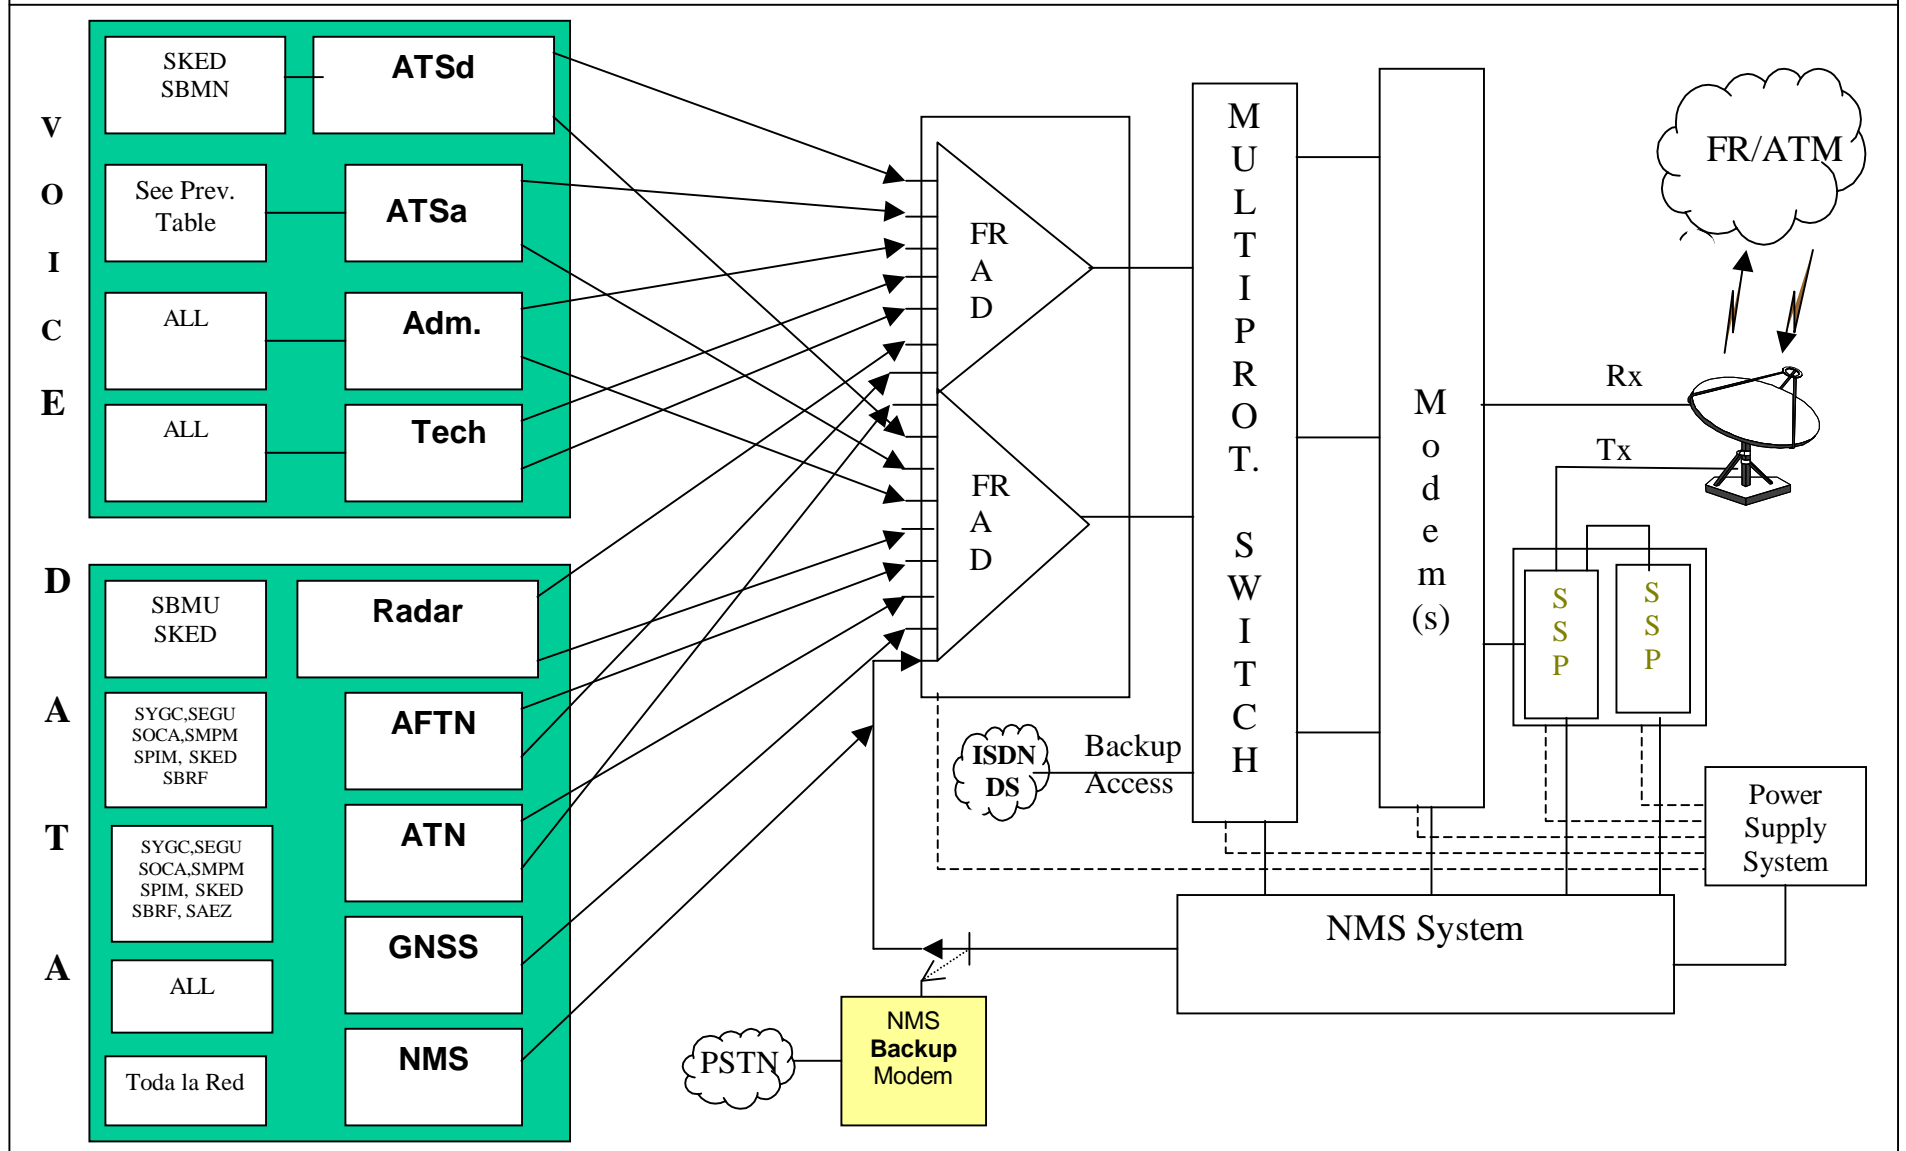 V
O
I
C
E
SKED
SBMN
ATSd
See Prev.
Table
ATSa
ALL
Adm.
ALL
Tech
D
A
T
A
SBMU
SKED
Radar
SYGC,SEGU
SOCA,SMPM
SPIM, SKED
SBRF
AFTN
SYGC,SEGU
SOCA,SMPM
SPIM, SKED
SBRF, SAEZ
ATN
GNSS
ALL
NMS
Toda la Red
FR
A
D
FR
A
D
M
U
L
T
I
P
R
O
T.
S
W
I
T
C
H
M
o
d
e
m
(s)
FR/ATM
Rx
Tx
S
S
P
S
S
P
ISDN
DS
Backup
Access
Power
Supply
System
NMS System
NMS
Backup
Modem
PSTN